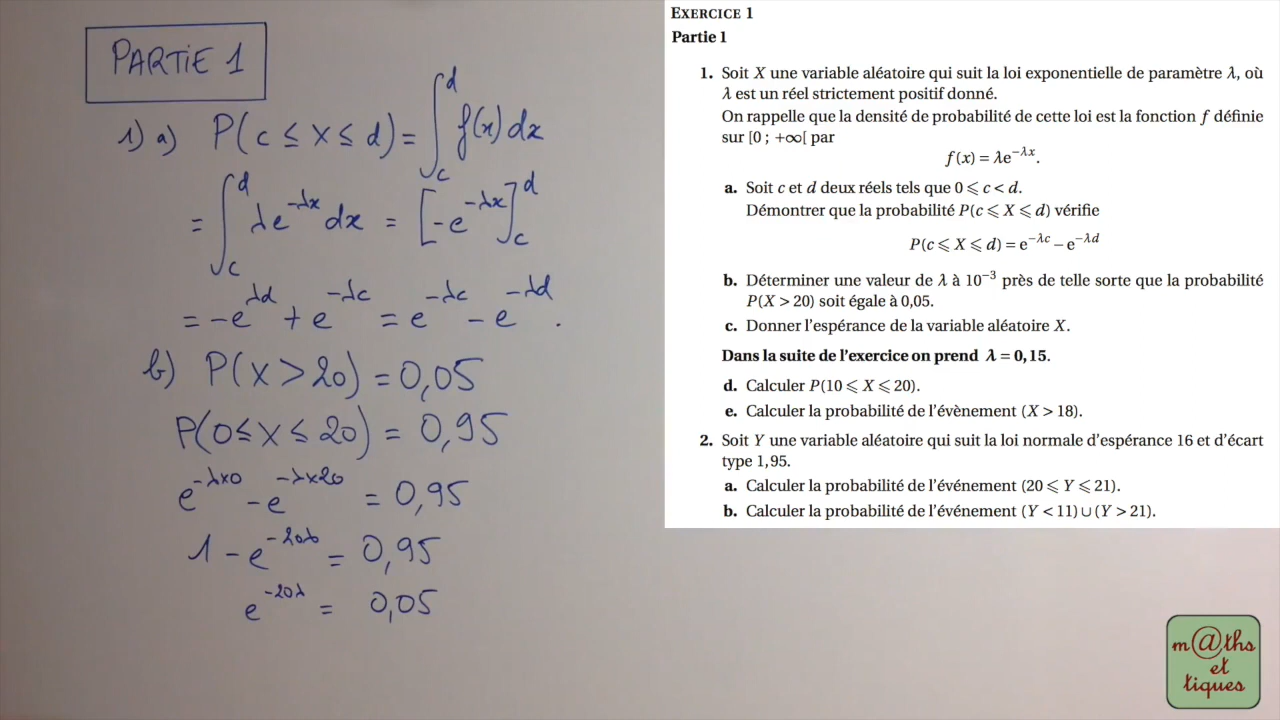 PARTIE 1
1) a) P(c ≤ X ≤ d) = ∫_c^d f(x) dx
= ∫_c^d λe^{-λx} dx = [-e^{-λx}]_c^d
= -e^{λd} + e^{-λc} = e^{-λc} - e^{-λd}.
b) P(X > 20) = 0,05
P(0 ≤ X ≤ 20) = 0,95
e^{-λ×0} - e^{-λ×20} = 0,95
1 - e^{-20λ} = 0,95
e^{-20λ} = 0,05
EXERCICE 1
Partie 1
1. Soit X une variable aléatoire qui suit la loi exponentielle de paramètre λ, où
λ est un réel strictement positif donné.
On rappelle que la densité de probabilité de cette loi est la fonction f définie
sur [0 ; +∞[ par
f(x) = λe^{-λx}.
a. Soit c et d deux réels tels que 0 ⩽ c < d.
Démontrer que la probabilité P(c ⩽ X ⩽ d) vérifie
P(c ⩽ X ⩽ d) = e^{-λc} - e^{-λd}
b. Déterminer une valeur de λ à 10^{-3} près de telle sorte que la probabilité
P(X > 20) soit égale à 0,05.
c. Donner l'espérance de la variable aléatoire X.
Dans la suite de l'exercice on prend λ = 0,15.
d. Calculer P(10 ⩽ X ⩽ 20).
e. Calculer la probabilité de l'évènement (X > 18).
2. Soit Y une variable aléatoire qui suit la loi normale d'espérance 16 et d'écart
type 1,95.
a. Calculer la probabilité de l'événement (20 ⩽ Y ⩽ 21).
b. Calculer la probabilité de l'événement (Y < 11) ∪ (Y > 21).
m@ths
et
tiques